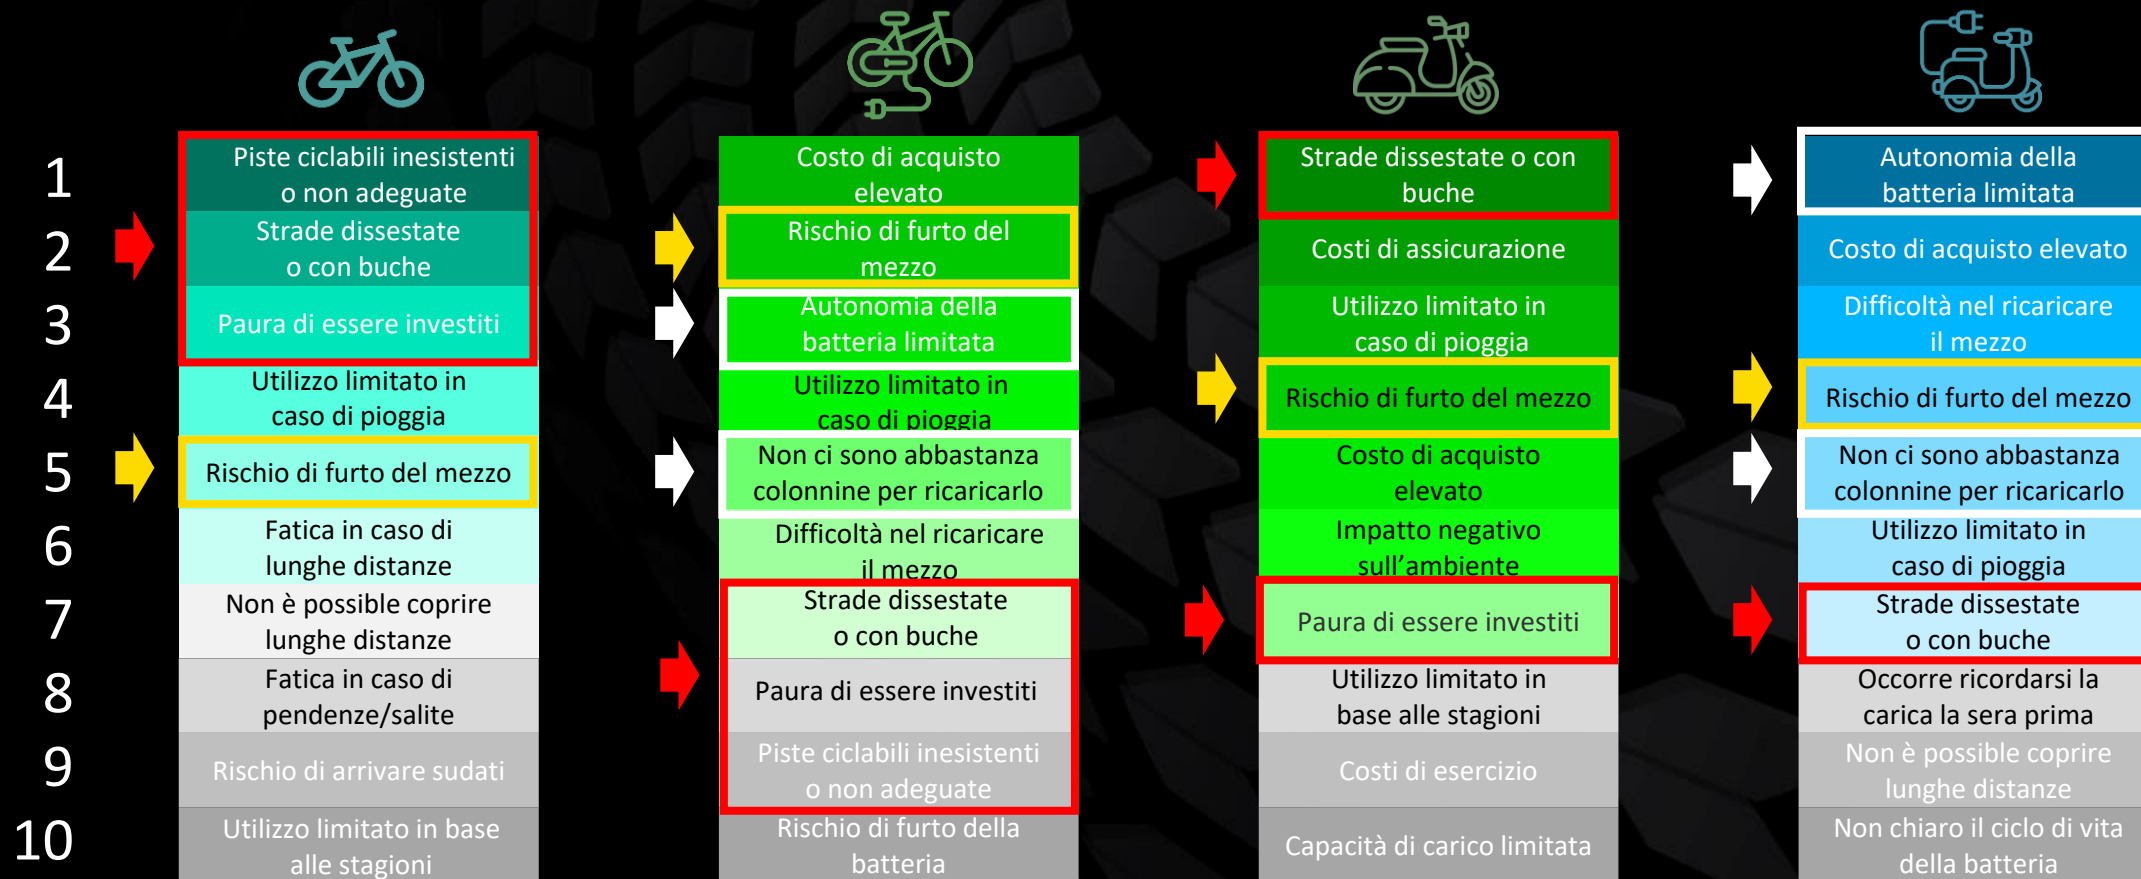 1
2
3
4
5
6
7
8
9
10
Piste ciclabili inesistenti
o non adeguate
Strade dissestate
o con buche
Paura di essere investiti
Utilizzo limitato in
caso di pioggia
Rischio di furto del mezzo
Fatica in caso di
lunghe distanze
Non è possible coprire
lunghe distanze
Fatica in caso di
pendenze/salite
Rischio di arrivare sudati
Utilizzo limitato in base
alle stagioni
Costo di acquisto
elevato
Rischio di furto del
mezzo
Autonomia della
batteria limitata
Utilizzo limitato in
caso di pioggia
Non ci sono abbastanza
colonnine per ricaricarlo
Difficoltà nel ricaricare
il mezzo
Strade dissestate
o con buche
Paura di essere investiti
Piste ciclabili inesistenti
o non adeguate
Rischio di furto della
batteria
Strade dissestate o con
buche
Costi di assicurazione
Utilizzo limitato in
caso di pioggia
Rischio di furto del mezzo
Costo di acquisto
elevato
Impatto negativo
sull'ambiente
Paura di essere investiti
Utilizzo limitato in
base alle stagioni
Costi di esercizio
Capacità di carico limitata
Autonomia della
batteria limitata
Costo di acquisto elevato
Difficoltà nel ricaricare
il mezzo
Rischio di furto del mezzo
Non ci sono abbastanza
colonnine per ricaricarlo
Utilizzo limitato in
caso di pioggia
Strade dissestate
o con buche
Occorre ricordarsi la
carica la sera prima
Non è possible coprire
lunghe distanze
Non chiaro il ciclo di vita
della batteria